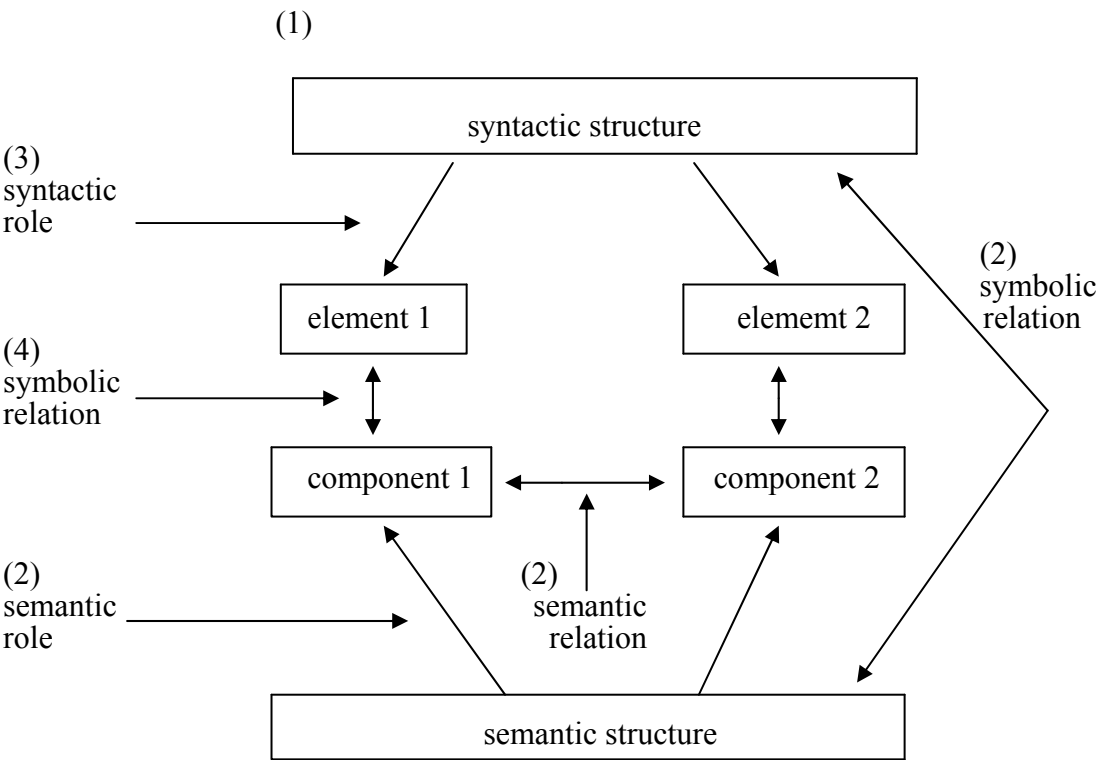 (1)
syntactic structure
(3)
syntactic
role
(2)
symbolic
relation
element 1
elememt 2
(4)
symbolic
relation
component 1
component 2
(2)
semantic
role
(2)
semantic
relation
semantic structure